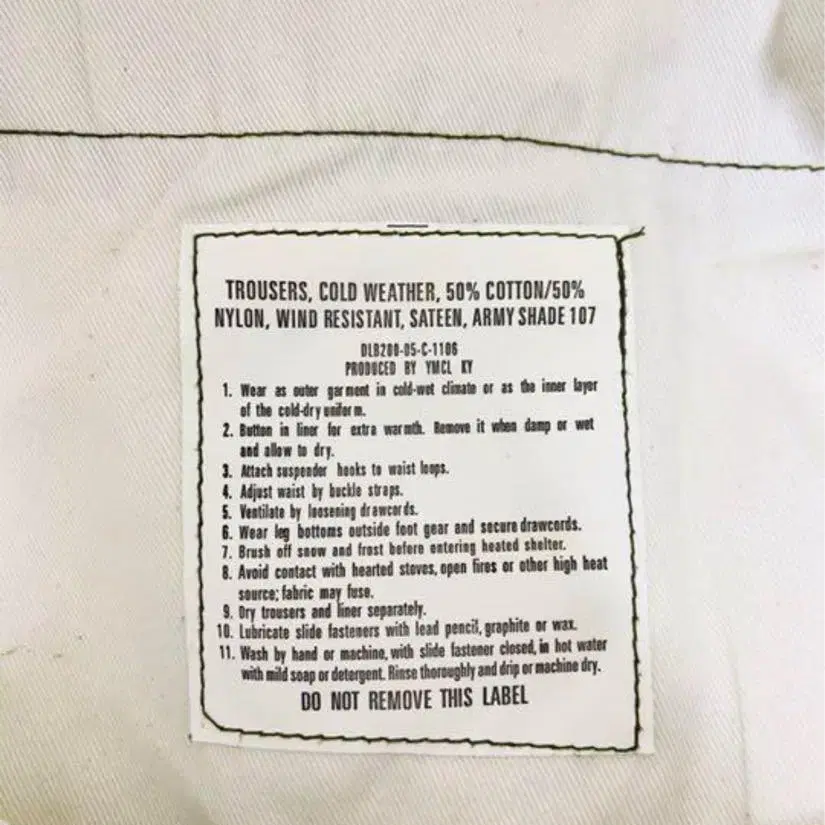 TROUSERS, COLD WEATHER, 50% COTTON/50%
NYLON, WIND RESISTANT, SATEEN, ARMY SHADE 107
DLB200-05-C-1106
PRODUCED BY YMCL KY
1. Wear as outer garment in cold-wet climate or as the inner layer
of the cold-dry uniform.
2. Button in liner for extra warmth. Remove it when damp or wet
and allow to dry.
3. Attach suspender hooks to waist loops.
4. Adjust waist by buckle straps.
5. Ventilate by loosening drawcords.
6. Wear leg bottoms outside foot gear and secure drawcords.
7. Brush off snow and frost before entering heated shelter.
8. Avoid contact with hearted stoves, open fires or other high heat
source; fabric may fuse.
9. Dry trousers and liner separately.
10. Lubricate slide fasteners with lead pencil, graphite or wax.
11. Wash by hand or machine, with slide fastener closed, in hot water
with mild soap or detergent. Rinse thoroughly and drip or machine dry.
DO NOT REMOVE THIS LABEL